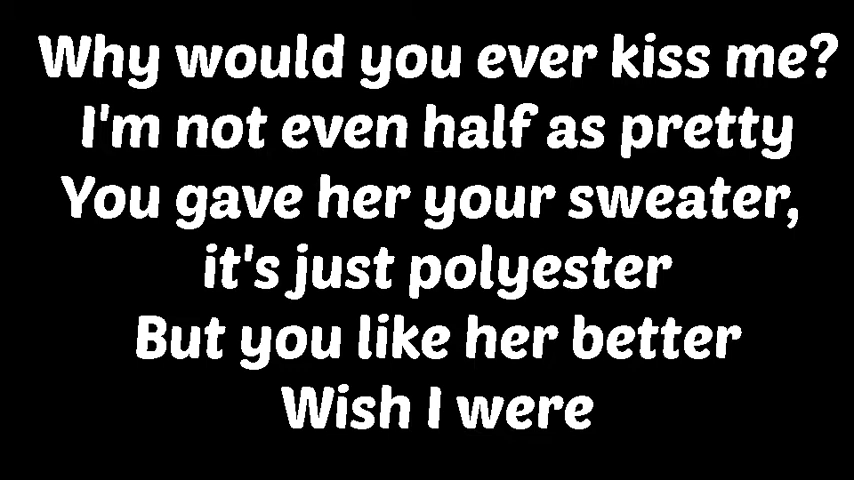 Why would you ever kiss me?
I'm not even half as pretty
You gave her your sweater,
it's just polyester
But you like her better
Wish I were